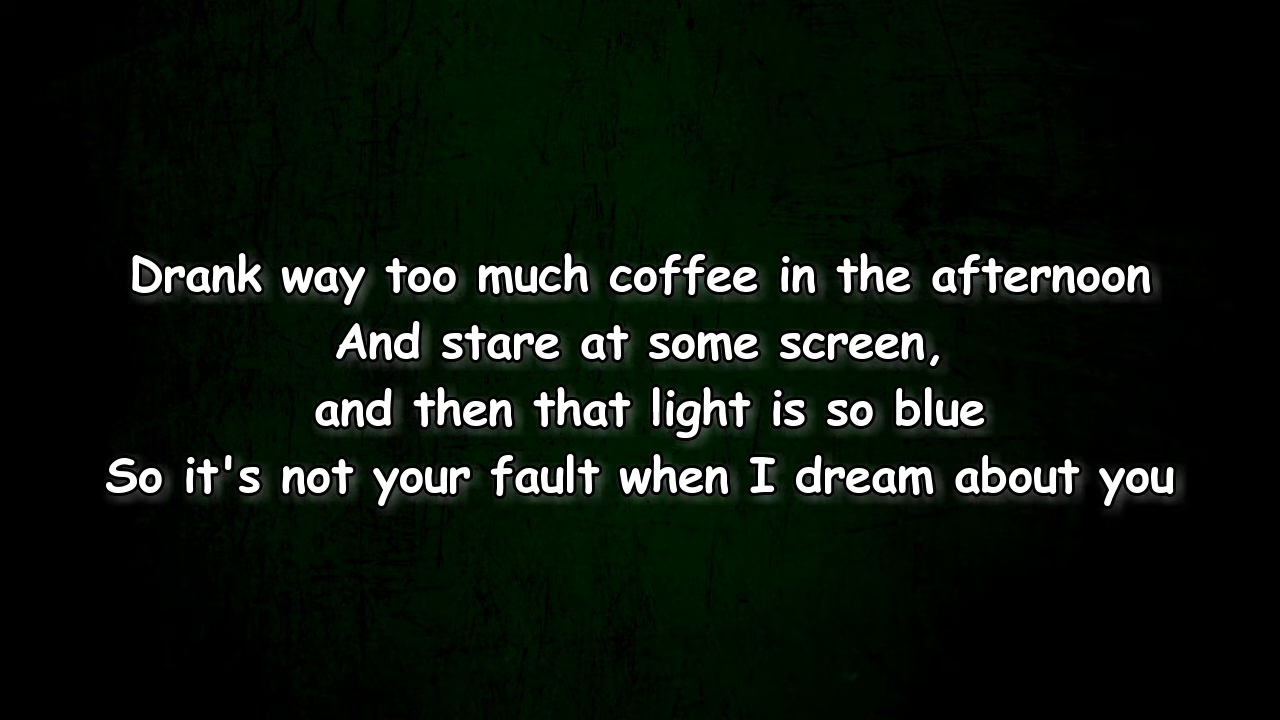 Drank way too much coffee in the afternoon
And stare at some screen,
and then that light is so blue
So it's not your fault when I dream about you